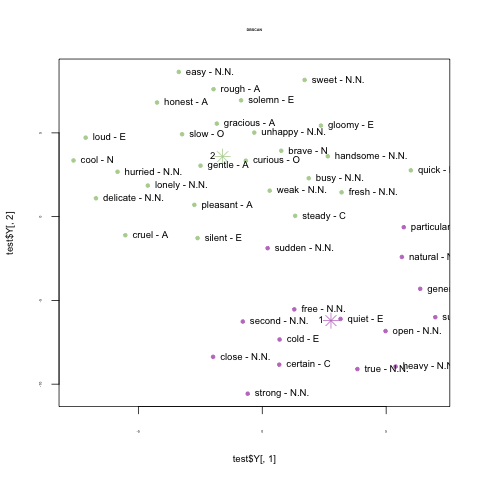 DBSCAN
easy - N.N.
sweet - N.N.
rough - A
honest - A
solemn - E
gracious - A
gloomy - E
loud - E
slow - O
unhappy - N.N.
cool - N
2
curious - O
brave - N
handsome - N.N.
hurried - N.N.
gentle - A
quick -
lonely - N.N.
busy - N.N.
delicate - N.N.
weak - N.N.
fresh - N.N.
pleasant - A
steady - C
cruel - A
silent - E
sudden - N.N.
particular
natural - N
gene
free - N.N.
second - N.N.
1
quiet - E
su
open - N.N.
cold - E
close - N.N.
certain - C
true - N.N.
heavy - N.N
strong - N.N.
test$Y[, 2]
test$Y[, 1]